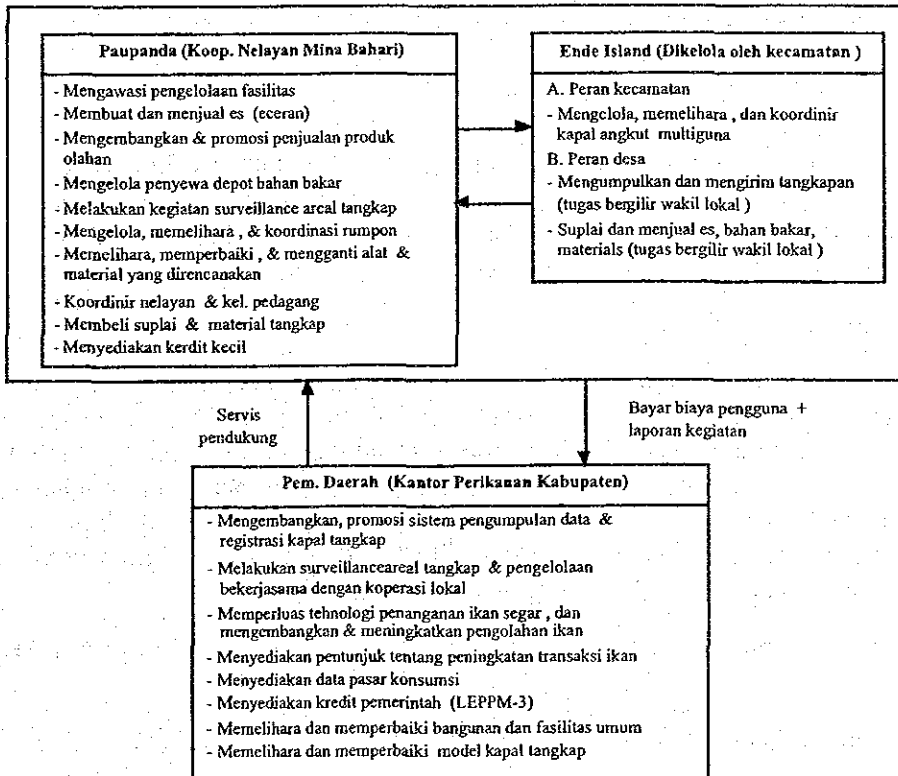 Paupanda (Koop. Nelayan Mina Bahari)
- Mengawasi pengelolaan fasilitas
- Membuat dan menjual es (eceran)
- Mengembangkan & promosi penjualan produk
olahan
- Mengelola penyewa depot bahan bakar
- Melakukan kegiatan surveillance areal tangkap
- Mengelola, memelihara , & koordinasi rumpon
- Memelihara, memperbaiki , & mengganti alat &
material yang direncanakan
- Koordinir nelayan & kel. pedagang
- Membeli suplai & material tangkap
- Menyediakan kerdit kecil
Ende Island (Dikelola oleh kecamatan )
A. Peran kecamatan
- Mengelola, memelihara , dan koordinir
kapal angkut multiguna
B. Peran desa
- Mengumpulkan dan mengirim tangkapan
(tugas bergilir wakil lokal )
- Suplai dan menjual es, bahan bakar,
materials (tugas bergilir wakil lokal )
Servis
pendukung
Bayar biaya pengguna +
laporan kegiatan
Pem. Daerah (Kantor Perikanan Kabupaten)
- Mengembangkan, promosi sistem pengumpulan data &
registrasi kapal tangkap
- Melakukan surveillanceareal tangkap & pengelolaan
bekerjasama dengan koperasi lokal
- Memperluas tehnologi penanganan ikan segar , dan
mengembangkan & meningkatkan pengolahan ikan
- Menyediakan pentunjuk tentang peningkatan transaksi ikan
- Menyediakan data pasar konsumsi
- Menyediakan kredit pemerintah (LEPPM-3)
- Memelihara dan memperbaiki bangunan dan fasilitas umum
- Memelihara dan memperbaiki model kapal tangkap